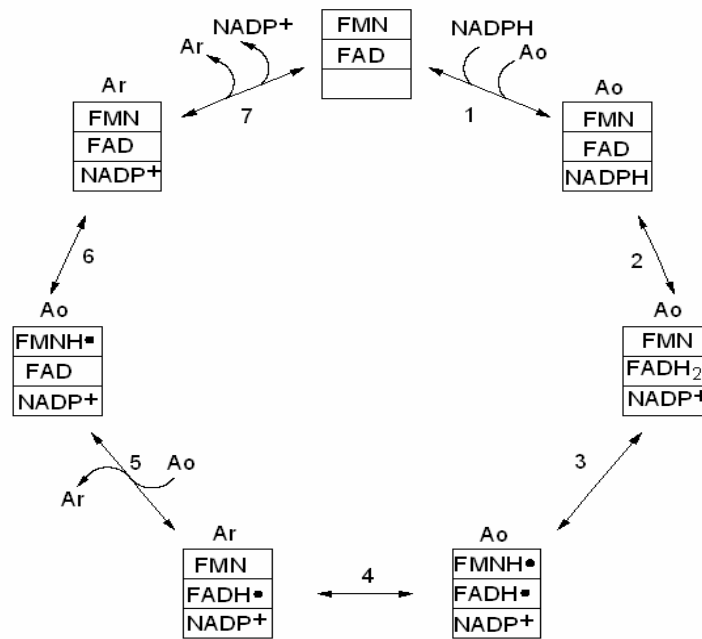 NADP+
Ar
FMN
FAD
NADPH
Ao
7
1
Ar
FMN
FAD
NADP+
Ao
FMN
FAD
NADPH
6
2
Ao
FMNH•
FAD
NADP+
Ao
FMN
FADH2
NADP+
5
Ao
Ar
3
Ar
FMN
FADH•
NADP+
4
Ao
FMNH•
FADH•
NADP+